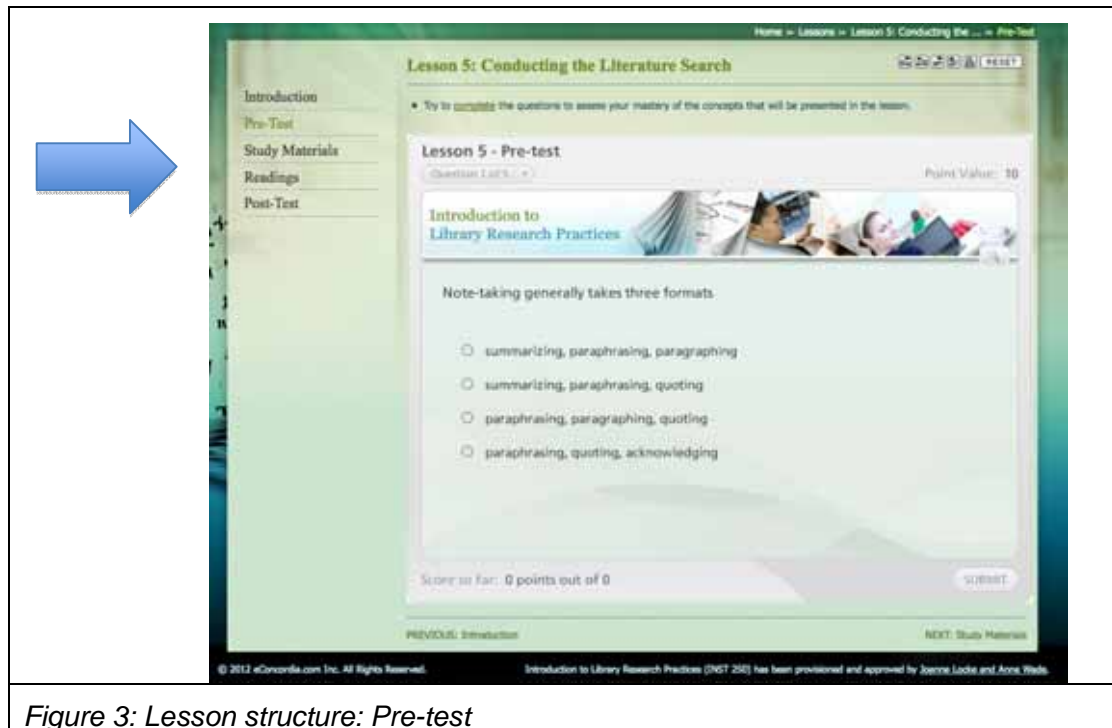 Home » Lessons » Lesson 5: Conducting the ... » Pre-Test
Lesson 5: Conducting the Literature Search
RESET
Introduction
Pre-Test
Study Materials
Readings
Post-Test
• Try to complete the questions to assess your mastery of the concepts that will be presented in the lesson.
Lesson 5 - Pre-test
Question 1 of 5
Point Value: 10
Introduction to
Library Research Practices
Note-taking generally takes three formats
summarizing, paraphrasing, paragraphing
summarizing, paraphrasing, quoting
paraphrasing, paragraphing, quoting
paraphrasing, quoting, acknowledging
Score so far: 0 points out of 0
SUBMIT
PREVIOUS: Introduction
NEXT: Study Materials
© 2012 eConcordia.com Inc. All Rights Reserved.
Introduction to Library Research Practices (INST 250) has been provisioned and approved by Joanne Locke and Anne Wade.
Figure 3: Lesson structure: Pre-test